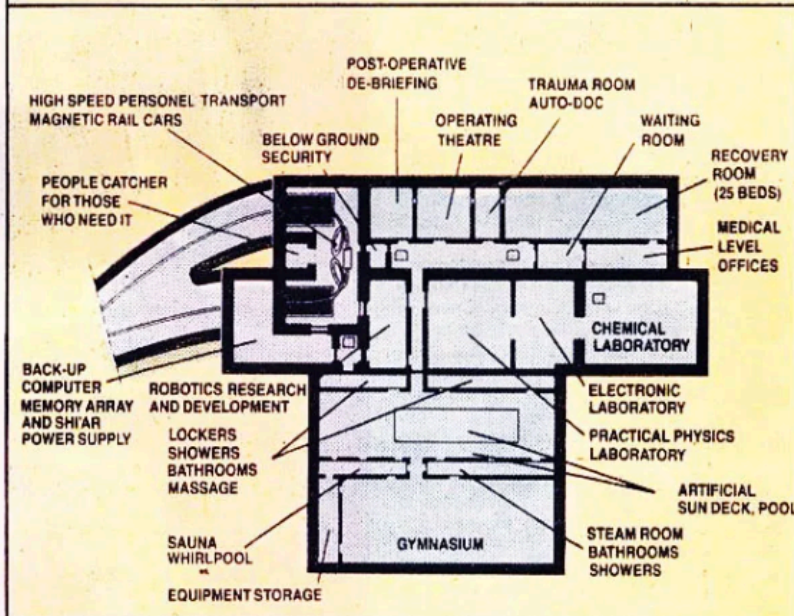 POST-OPERATIVE
DE-BRIEFING
HIGH SPEED PERSONEL TRANSPORT
MAGNETIC RAIL CARS
TRAUMA ROOM
AUTO-DOC
OPERATING
THEATRE
WAITING
ROOM
BELOW GROUND
SECURITY
RECOVERY
ROOM
(25 BEDS)
PEOPLE CATCHER
FOR THOSE
WHO NEED IT
MEDICAL
LEVEL
OFFICES
CHEMICAL
LABORATORY
BACK-UP
COMPUTER
MEMORY ARRAY
AND SHI'AR
POWER SUPPLY
ROBOTICS RESEARCH
AND DEVELOPMENT
ELECTRONIC
LABORATORY
LOCKERS
SHOWERS
BATHROOMS
MASSAGE
PRACTICAL PHYSICS
LABORATORY
ARTIFICIAL
SUN DECK, POOL
SAUNA
WHIRLPOOL
GYMNASIUM
STEAM ROOM
BATHROOMS
SHOWERS
EQUIPMENT STORAGE